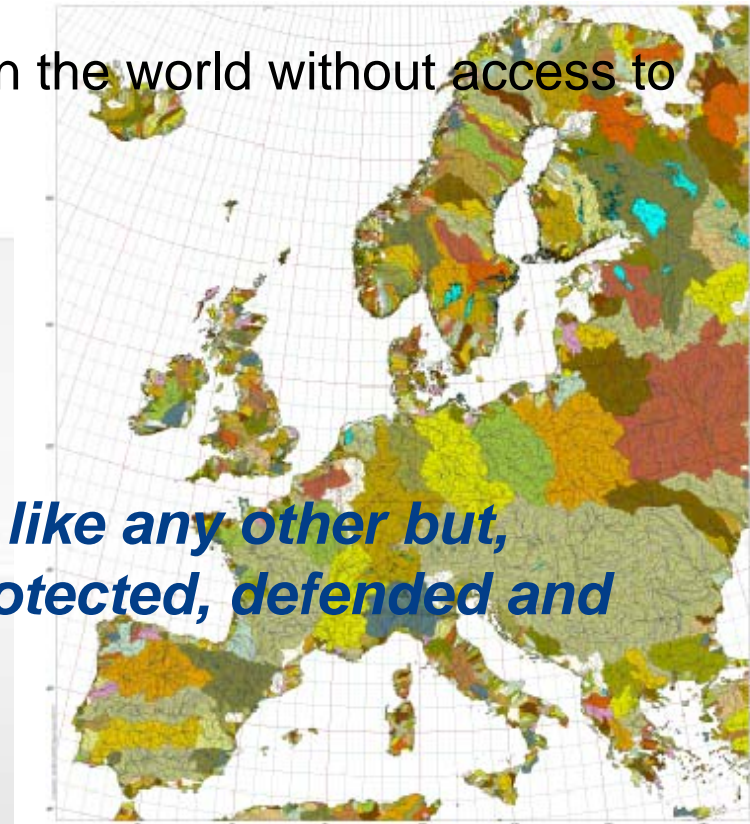 n the world without access to
like any other but,
otected, defended and